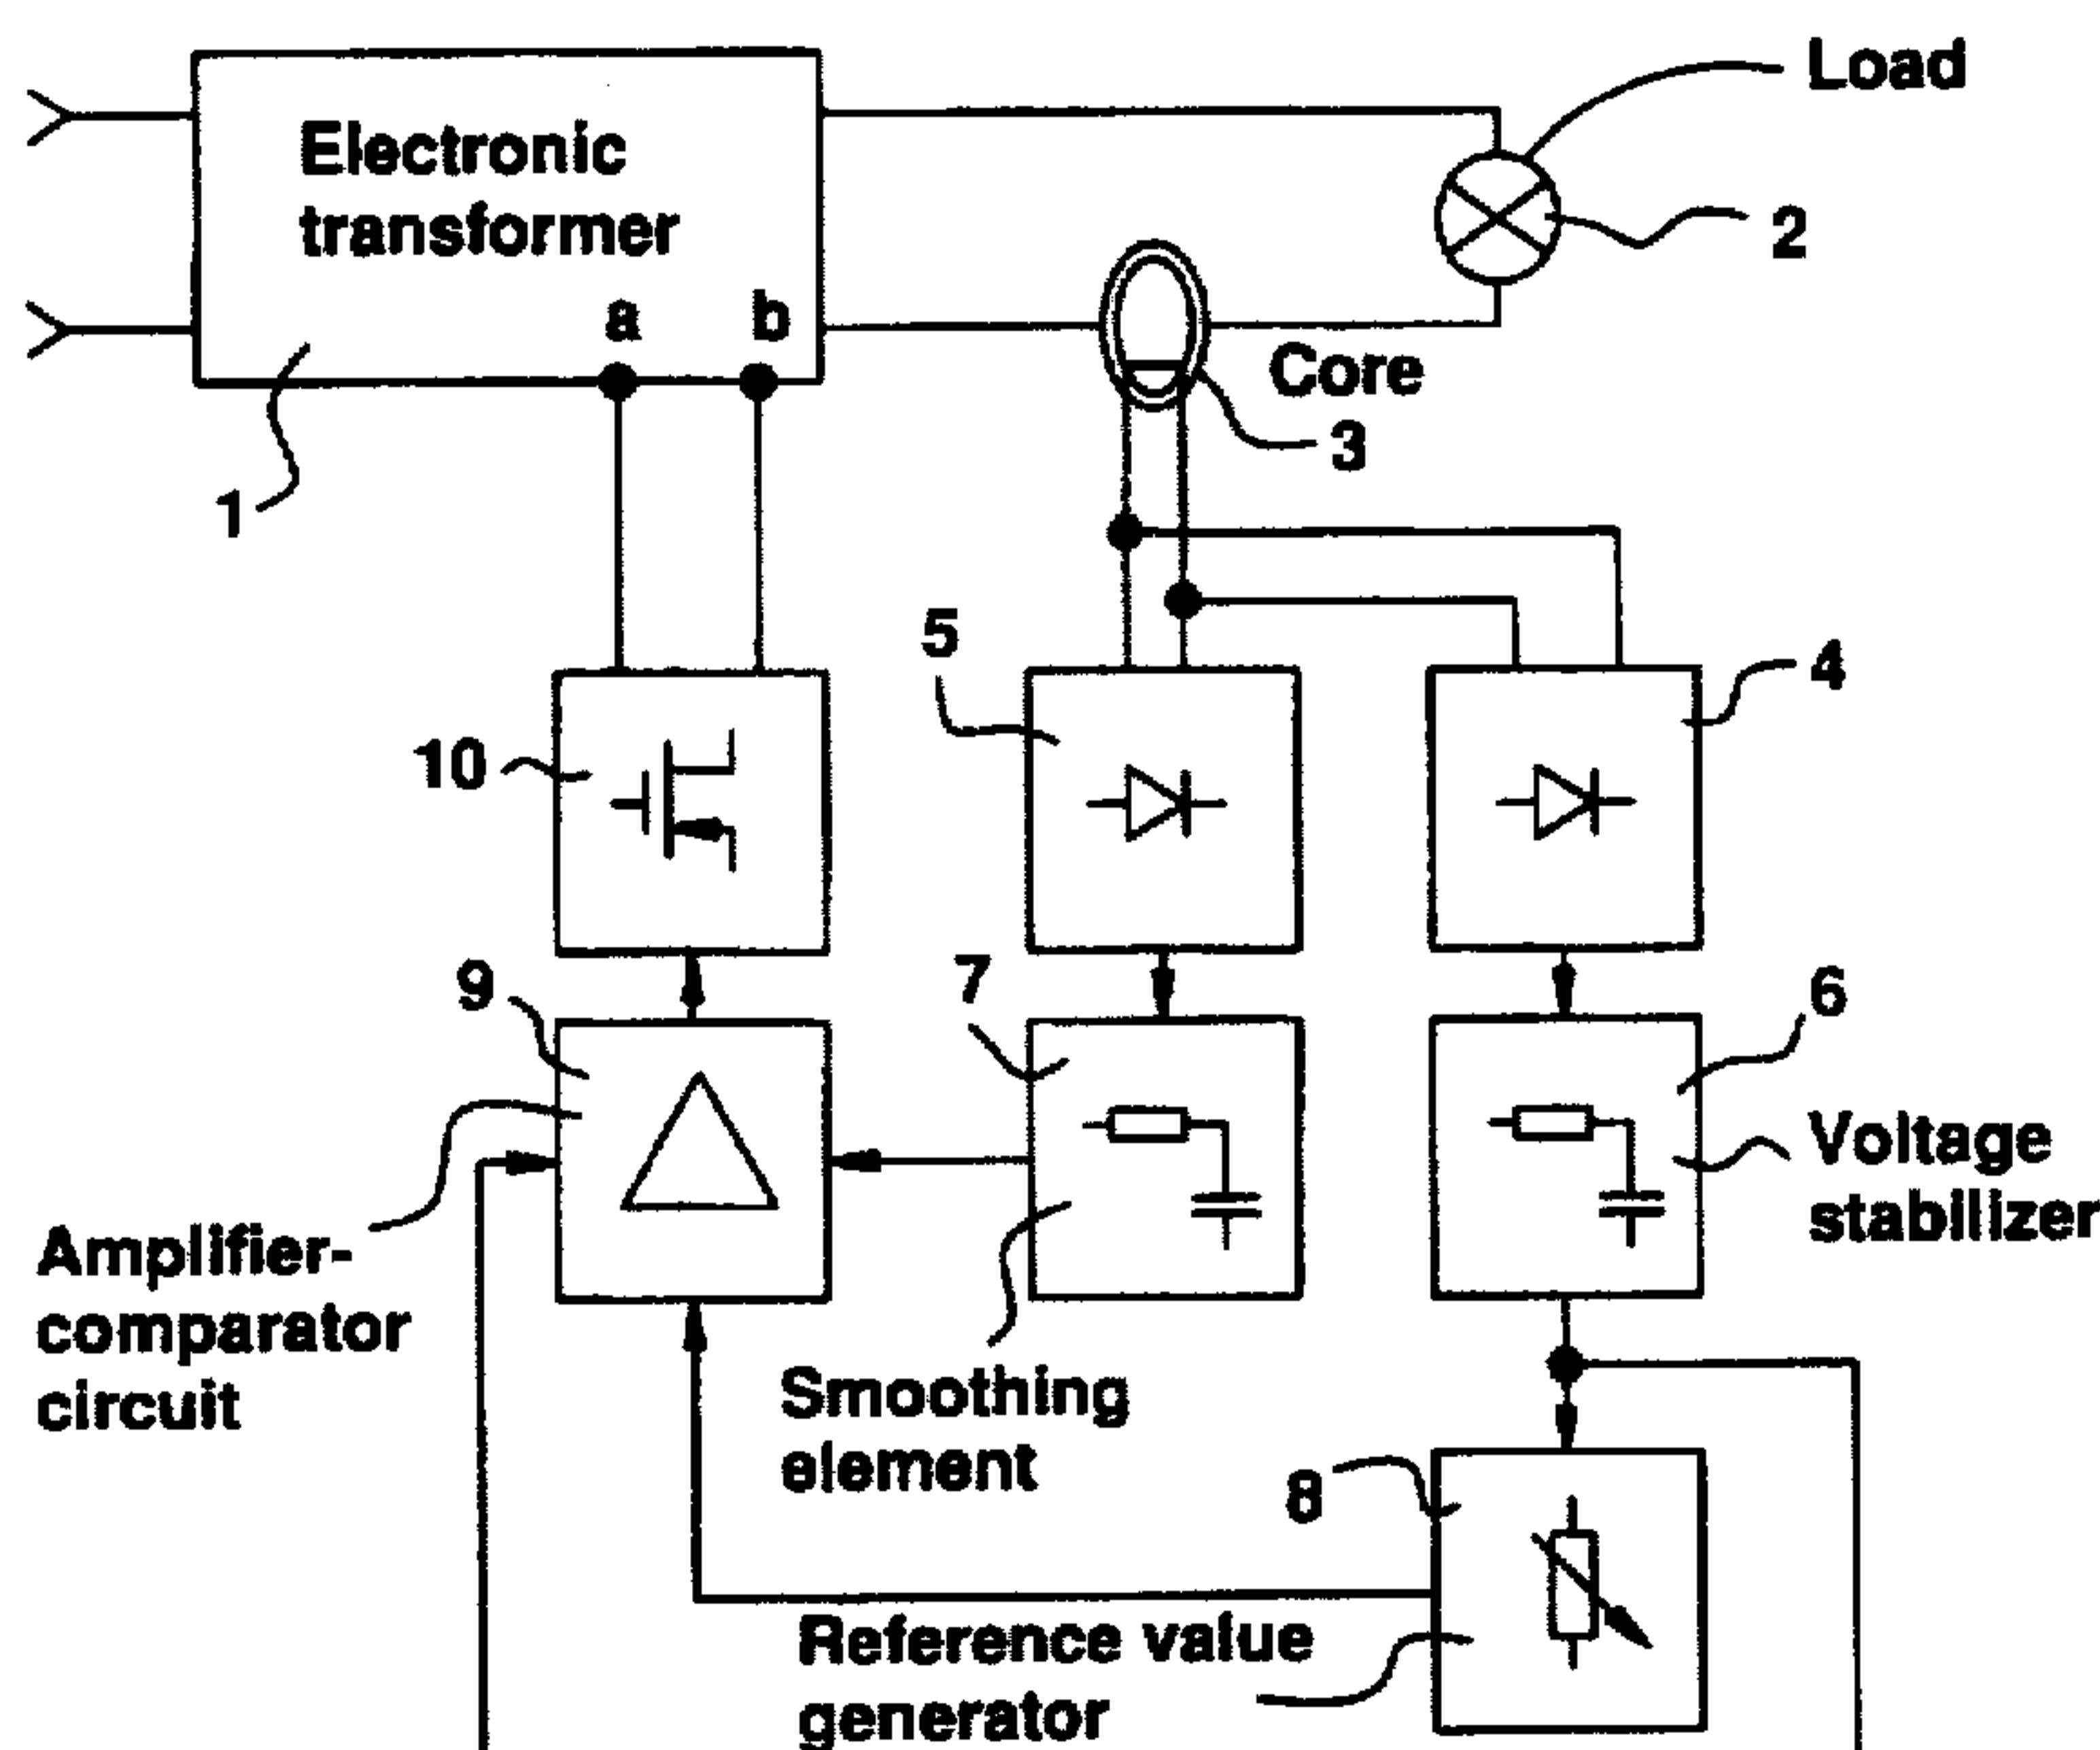 Load
Electronic
transformer
2
a
b
Core
3
1
5
4
10
9
7
6
Voltage
stabilizer
Amplifier-
comparator
circuit
Smoothing
element
8
Reference value
generator